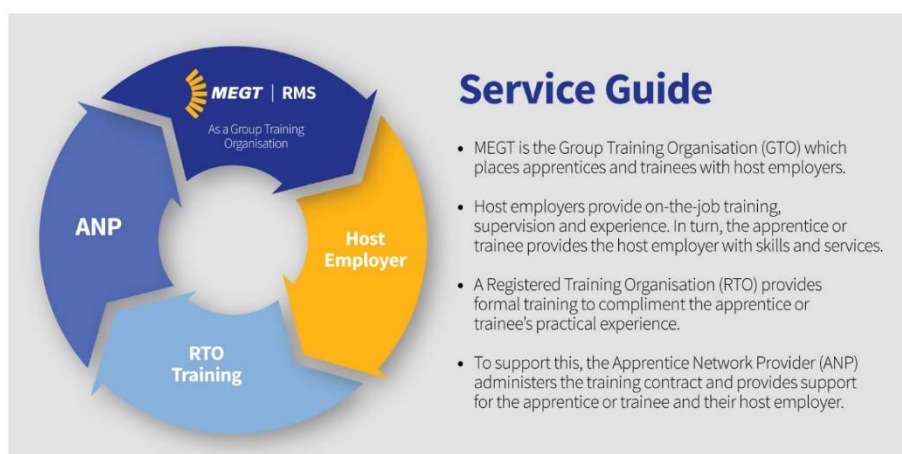 MEGT | RMS
As a Group Training
Organisation
ANP
Host
Employer
RTO
Training
Service Guide
• MEGT is the Group Training Organisation (GTO) which
places apprentices and trainees with host employers.
• Host employers provide on-the-job training,
supervision and experience. In turn, the apprentice or
trainee provides the host employer with skills and services.
• A Registered Training Organisation (RTO) provides
formal training to compliment the apprentice or
trainee's practical experience.
• To support this, the Apprentice Network Provider (ANP)
administers the training contract and provides support
for the apprentice or trainee and their host employer.